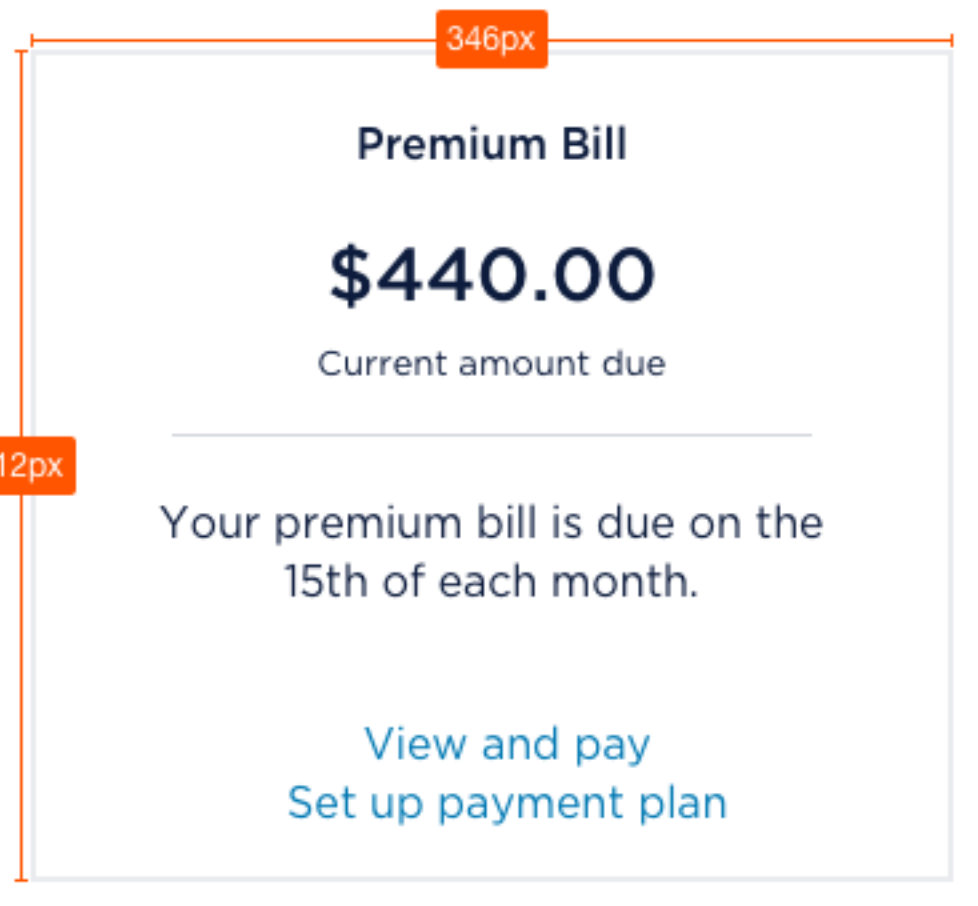 346px
Premium Bill
$440.00
Current amount due
12px
Your premium bill is due on the
15th of each month.
View and pay
Set up payment plan